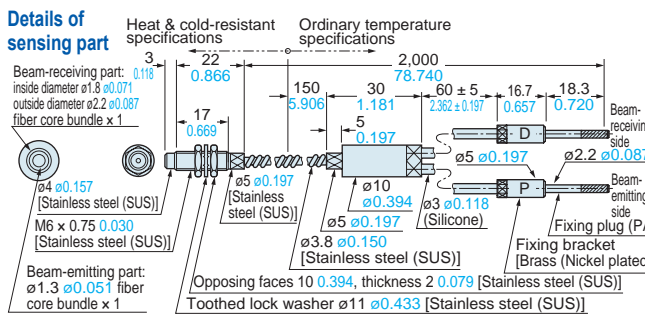 Details of
sensing part
Heat & cold-resistant
specifications
Ordinary temperature
specifications
3
0.118
22
0.866
2,000
78.740
Beam-receiving part:
inside diameter ø1.8 ø0.071
outside diameter ø2.2 ø0.087
fiber core bundle × 1
150
5.906
30
1.181
60 ± 5
2.362 ± 0.197
16.7
0.657
18.3
0.720
17
0.669
5
0.197
Beam-
receiving
side
D
ø5 ø0.197
ø2.2 ø0.087
P
Beam-
emitting
side
ø4 ø0.157
[Stainless steel (SUS)]
ø5 ø0.197
[Stainless
steel (SUS)]
ø10
ø0.394
ø3 ø0.118
(Silicone)
Fixing plug (PA
M6 × 0.75 0.030
[Stainless steel (SUS)]
ø5 ø0.197
ø3.8 ø0.150
[Stainless steel (SUS)]
Fixing bracket
[Brass (Nickel plated
Beam-emitting part:
ø1.3 ø0.051 fiber
core bundle × 1
Opposing faces 10 0.394, thickness 2 0.079 [Stainless steel (SUS)]
Toothed lock washer ø11 ø0.433 [Stainless steel (SUS)]